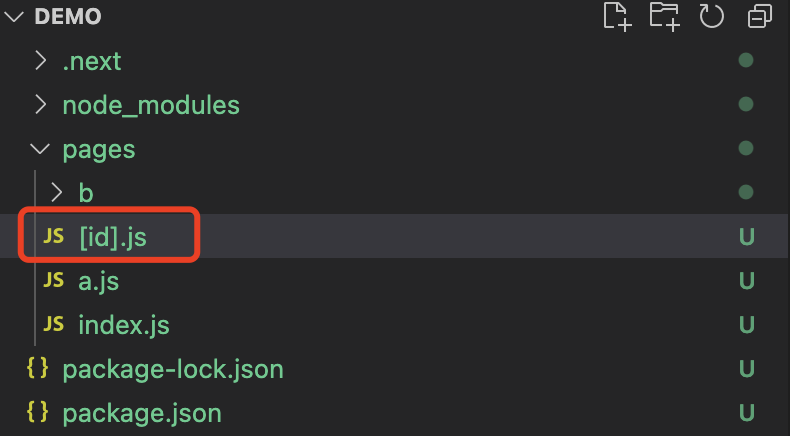 DEMO
.next
node_modules
pages
b
JS [id].js U
JS a.js U
JS index.js U
{} package-lock.json U
{} package.json U